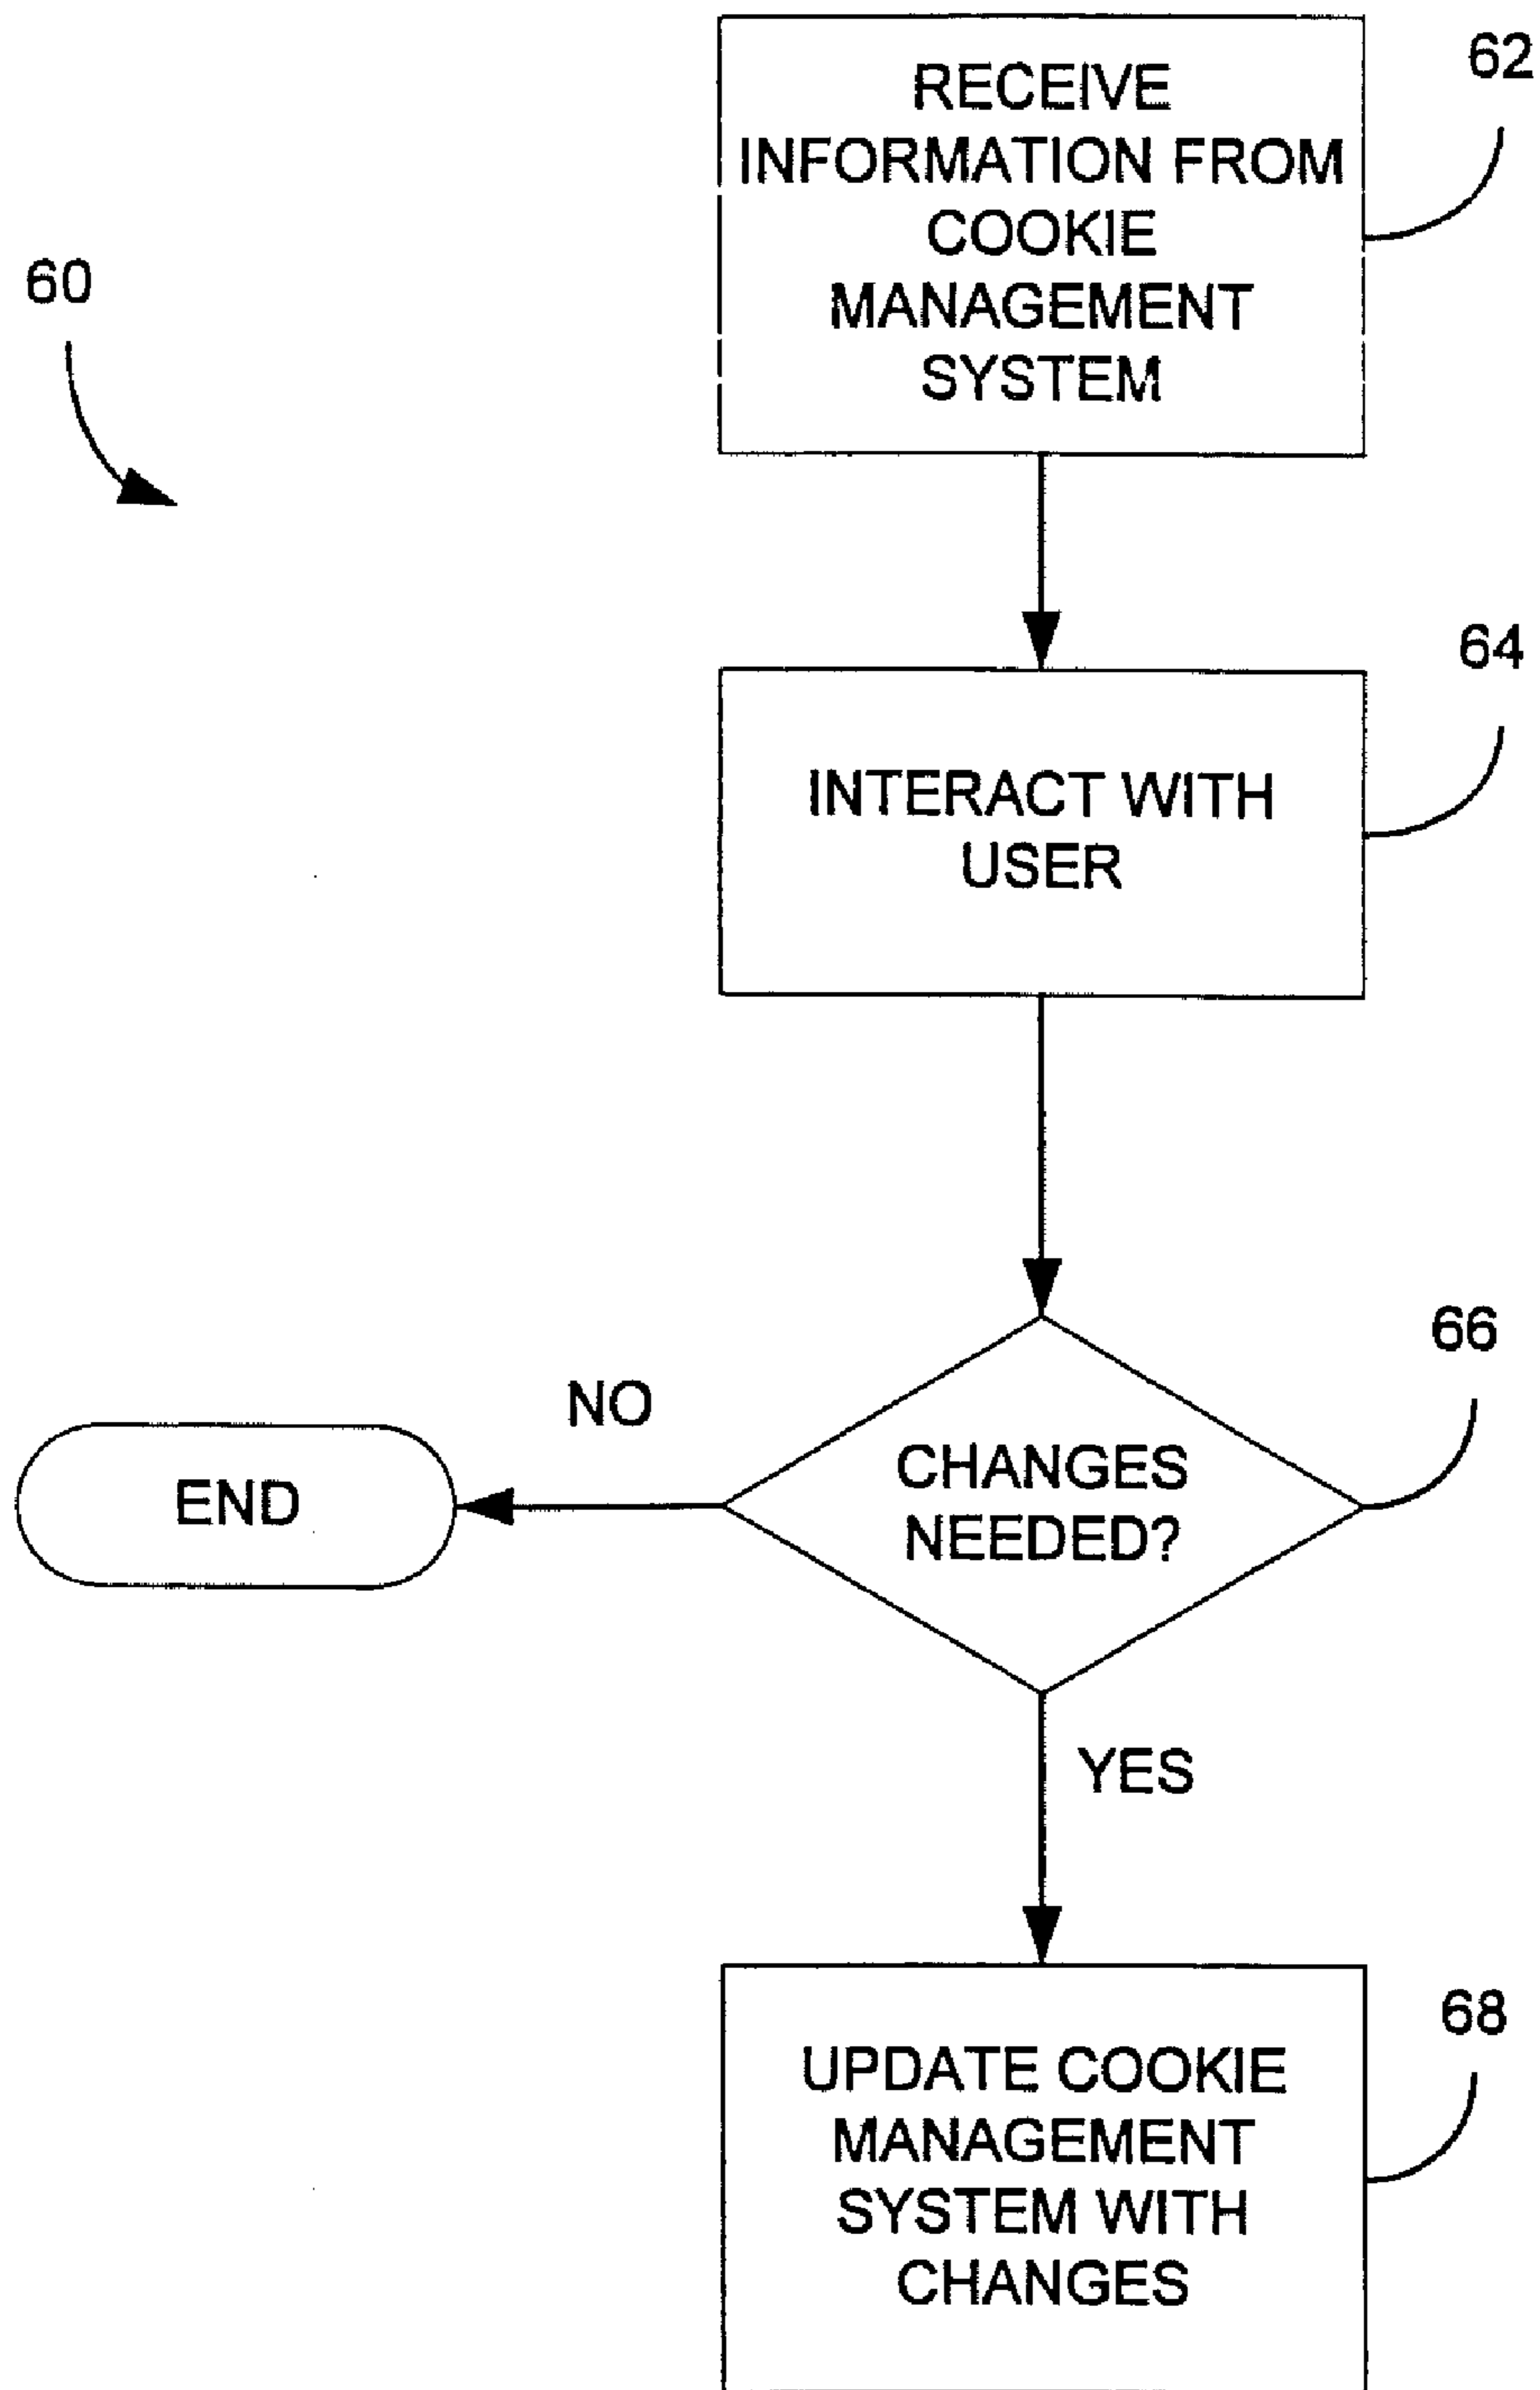 62
RECEIVE
INFORMATION FROM
COOKIE
MANAGEMENT
SYSTEM
60
64
INTERACT WITH
USER
66
NO
CHANGES
NEEDED?
END
YES
68
UPDATE COOKIE
MANAGEMENT
SYSTEM WITH
CHANGES